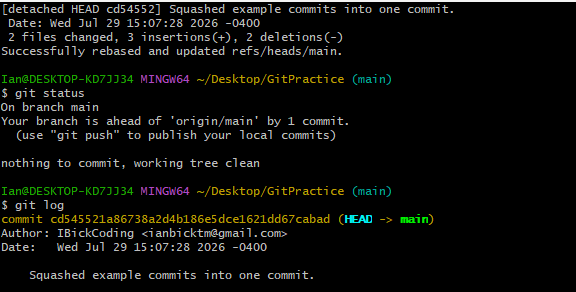 [detached HEAD cd54552] Squashed example commits into one commit.
 Date: Wed Jul 29 15:07:28 2026 -0400
 2 files changed, 3 insertions(+), 2 deletions(-)
Successfully rebased and updated refs/heads/main.
Ian@DESKTOP-KD7JJ34 MINGW64 ~/Desktop/GitPractice (main)
$ git status
On branch main
Your branch is ahead of 'origin/main' by 1 commit.
  (use "git push" to publish your local commits)
nothing to commit, working tree clean
Ian@DESKTOP-KD7JJ34 MINGW64 ~/Desktop/GitPractice (main)
$ git log
commit cd545521a86738a2d4b186e5dce1621dd67cabad (HEAD -> main)
Author: IBickCoding <ianbicktm@gmail.com>
Date:   Wed Jul 29 15:07:28 2026 -0400
    Squashed example commits into one commit.